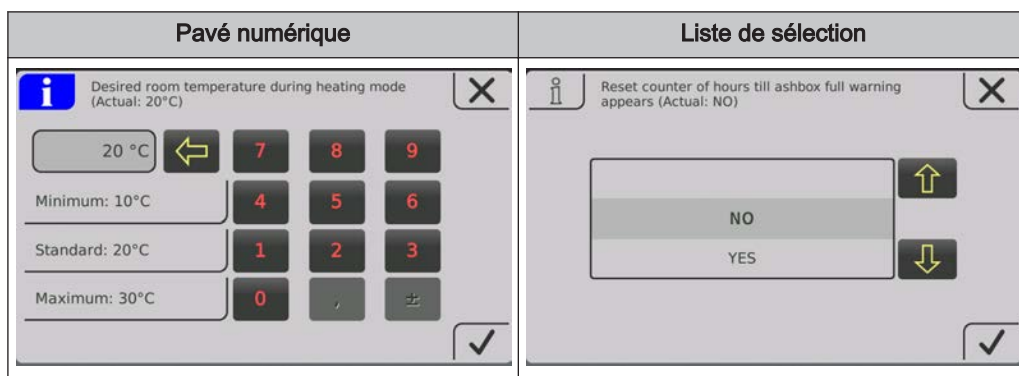 Pavé numérique
Liste de sélection
i
Desired room temperature during heating mode
(Actual: 20°C)
20 °C
7
8
9
Minimum: 10°C
4
5
6
Standard: 20°C
1
2
3
Maximum: 30°C
0
,
±
i
Reset counter of hours till ashbox full warning
appears (Actual: NO)
NO
YES